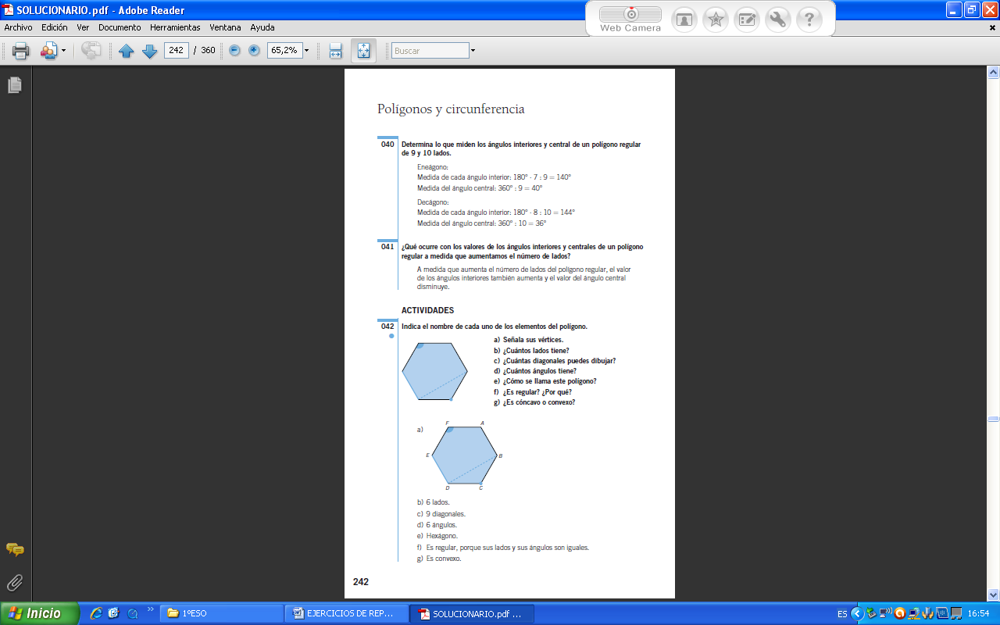 SOLUCIONARIO.pdf - Adobe Reader
Web Camera
Archivo Edición Ver Documento Herramientas Ventana Ayuda
242 / 360 65,2% Buscar
Polígonos y circunferencia
040 Determina lo que miden los ángulos interiores y central de un polígono regular
de 9 y 10 lados.
Eneágono:
Medida de cada ángulo interior: 180° · 7 : 9 = 140°
Medida del ángulo central: 360° : 9 = 40°
Decágono:
Medida de cada ángulo interior: 180° · 8 : 10 = 144°
Medida del ángulo central: 360° : 10 = 36°
041 ¿Qué ocurre con los valores de los ángulos interiores y centrales de un polígono
regular a medida que aumentamos el número de lados?
A medida que aumenta el número de lados del polígono regular, el valor
de los ángulos interiores también aumenta y el valor del ángulo central
disminuye.
ACTIVIDADES
042 Indica el nombre de cada uno de los elementos del polígono.
a) Señala sus vértices.
b) ¿Cuántos lados tiene?
c) ¿Cuántas diagonales puedes dibujar?
d) ¿Cuántos ángulos tiene?
e) ¿Cómo se llama este polígono?
f) ¿Es regular? ¿Por qué?
g) ¿Es cóncavo o convexo?
a)
F A
E B
D C
b) 6 lados.
c) 9 diagonales.
d) 6 ángulos.
e) Hexágono.
f) Es regular, porque sus lados y sus ángulos son iguales.
g) Es convexo.
242
Inicio 1ºESO EJERCICIOS DE REP... SOLUCIONARIO.pdf ... ES 16:54